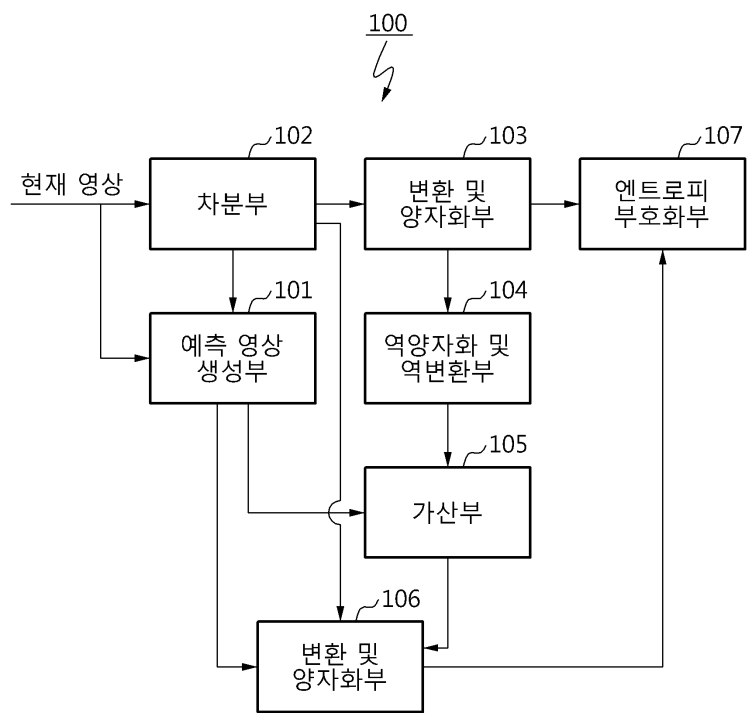 100
102
103
107
현재 영상
차분부
변환 및
양자화부
엔트로피
부호화부
101
104
예측 영상
생성부
역양자화 및
역변환부
105
가산부
106
변환 및
양자화부